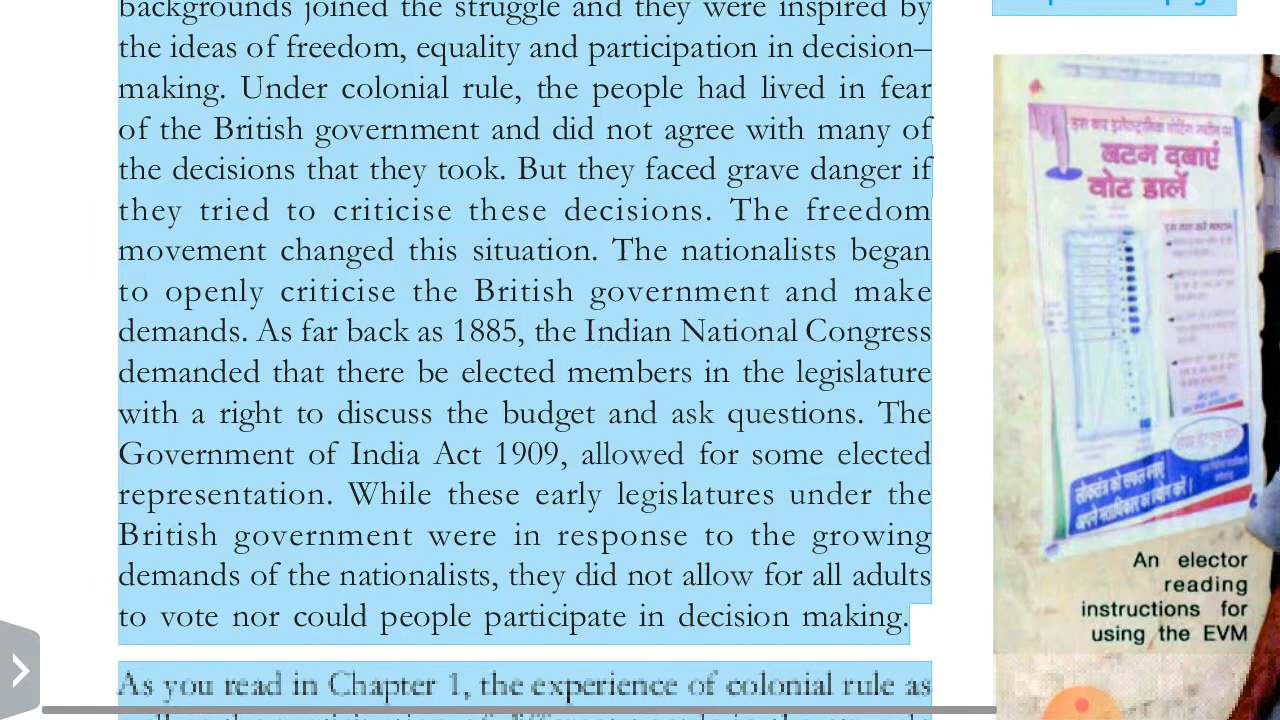 backgrounds joined the struggle and they were inspired by
the ideas of freedom, equality and participation in decision–
making. Under colonial rule, the people had lived in fear
of the British government and did not agree with many of
the decisions that they took. But they faced grave danger if
they tried to criticise these decisions. The freedom
movement changed this situation. The nationalists began
to openly criticise the British government and make
demands. As far back as 1885, the Indian National Congress
demanded that there be elected members in the legislature
with a right to discuss the budget and ask questions. The
Government of India Act 1909, allowed for some elected
representation. While these early legislatures under the
British government were in response to the growing
demands of the nationalists, they did not allow for all adults
to vote nor could people participate in decision making.
As you read in Chapter 1, the experience of colonial rule as
बटन दबाएं
वोट डालें
An elector
reading
instructions for
using the EVM